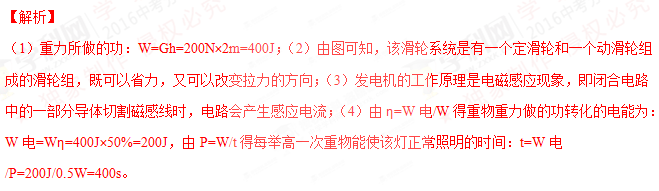 【解析】
（1）重力所做的功：W=Gh=200N×2m=400J；（2）由图可知，该滑轮系统是有一个定滑轮和一个动滑轮组
成的滑轮组，既可以省力，又可以改变拉力的方向；（3）发电机的工作原理是电磁感应现象，即闭合电路
中的一部分导体切割磁感线时，电路会产生感应电流；（4）由 η=W 电/W 得重物重力做的功转化的电能为：
W 电=Wη=400J×50%=200J，由 P=W/t 得每举高一次重物能使该灯正常照明的时间：t=W 电
/P=200J/0.5W=400s。